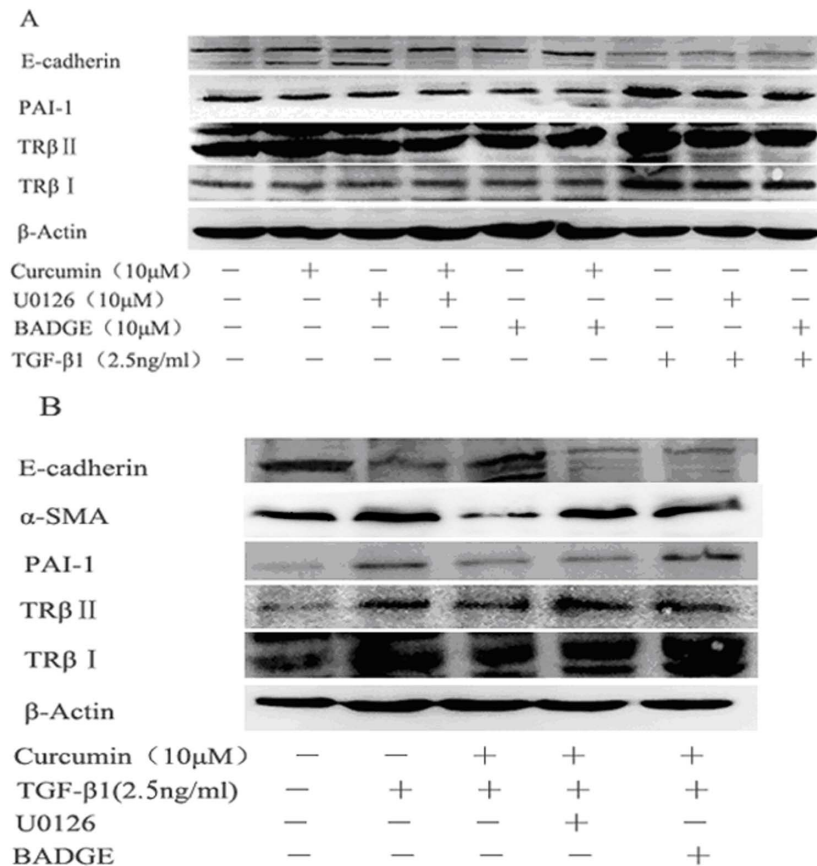 A
E-cadherin
PAI-1
TRβⅡ
TRβⅠ
β-Actin
Curcumin（10μM） − + − + − + − − −
U0126（10μM） − − + + − − − + −
BADGE（10μM） − − − − + + − − +
TGF-β1（2.5ng/ml） − − − − − − + + +
B
E-cadherin
α-SMA
PAI-1
TRβⅡ
TRβⅠ
β-Actin
Curcumin（10μM） − − + + +
TGF-β1(2.5ng/ml) − + + + +
U0126 − − − + −
BADGE − − − − +